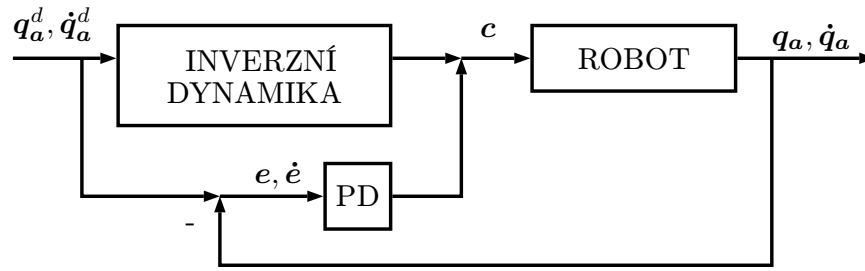 q_a^d, q̇_a^d
INVERZNÍ
DYNAMIKA
c
ROBOT
q_a, q̇_a
e, ė
PD
-